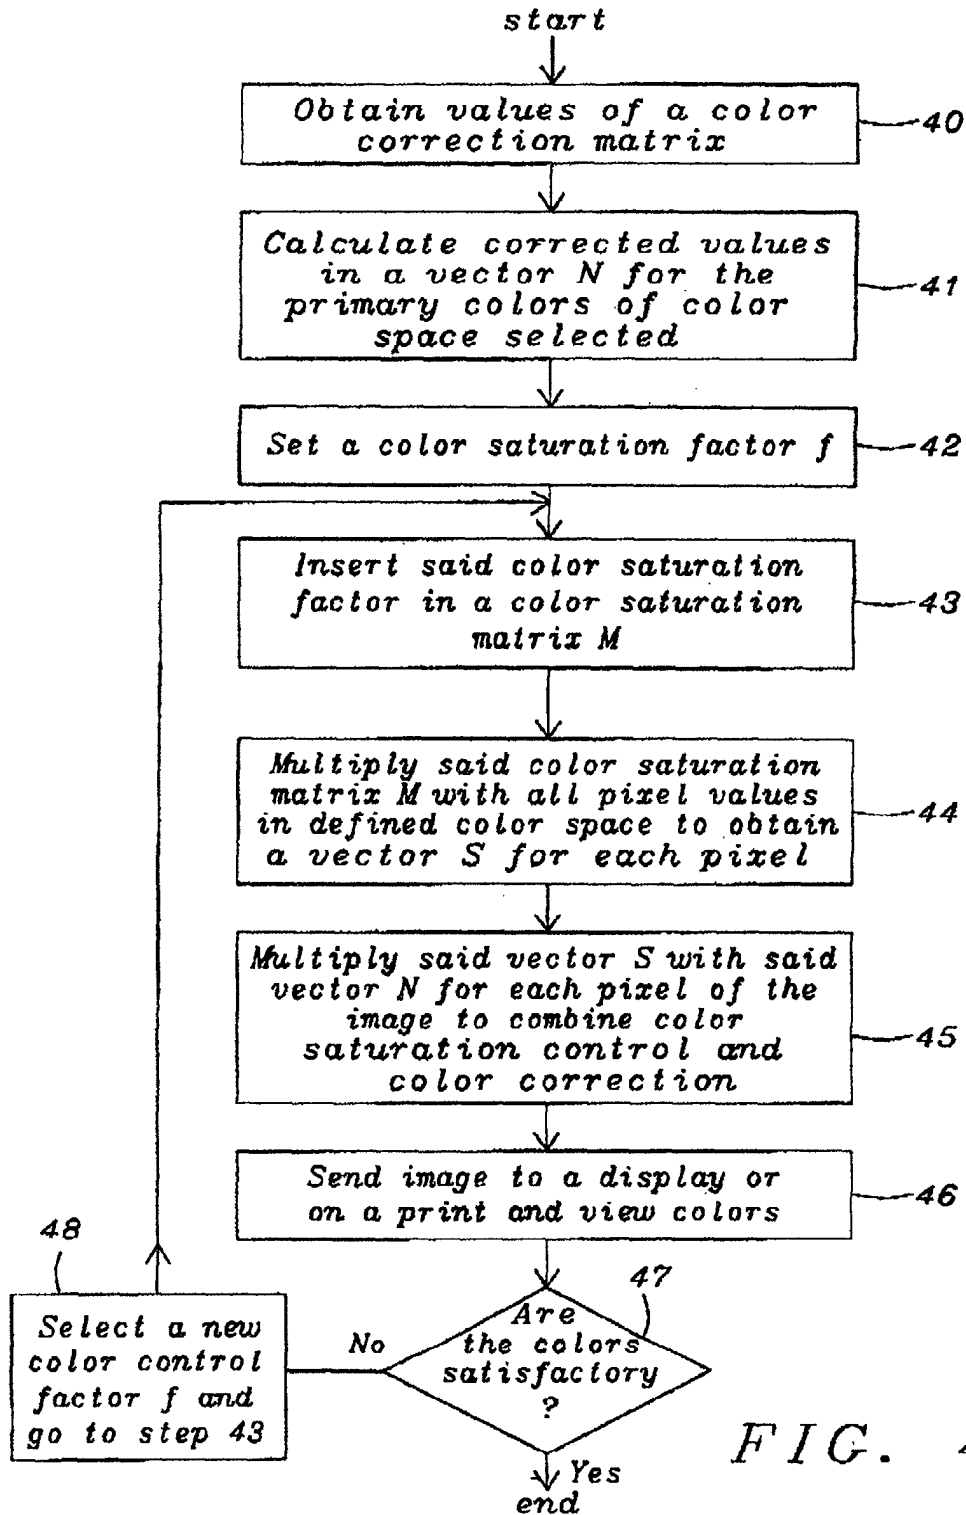 start
Obtain values of a color
correction matrix
40
Calculate corrected values
in a vector N for the
primary colors of color
space selected
41
Set a color saturation factor f
42
Insert said color saturation
factor in a color saturation
matrix M
43
Multiply said color saturation
matrix M with all pixel values
in defined color space to obtain
a vector S for each pixel
44
Multiply said vector S with said
vector N for each pixel of the
image to combine color
saturation control and
color correction
45
Send image to a display or
on a print and view colors
46
47
Are
the colors
satisfactory
?
No
48
Select a new
color control
factor f and
go to step 43
Yes
end
FIG.